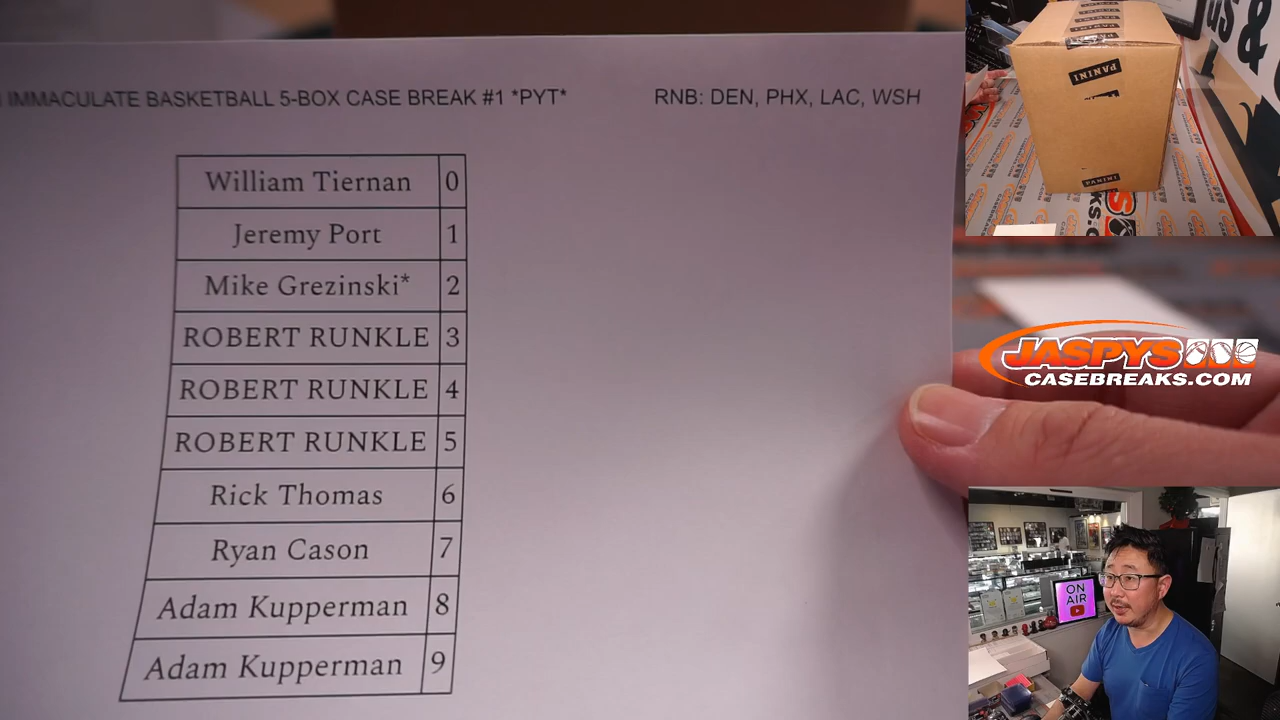 IMMACULATE BASKETBALL 5-BOX CASE BREAK #1 *PYT*
RNB: DEN, PHX, LAC, WSH
William Tiernan 0
Jeremy Port 1
Mike Grezinski* 2
ROBERT RUNKLE 3
ROBERT RUNKLE 4
ROBERT RUNKLE 5
Rick Thomas 6
Ryan Cason 7
Adam Kupperman 8
Adam Kupperman 9
PANINI
PANINI
JASPYS
CASEBREAKS.COM
ON
AIR